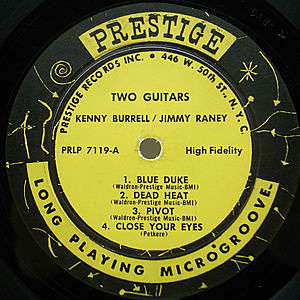 PRESTIGE
PRESTIGE RECORDS INC. • 446 W. 50th ST., N.Y.C.
TWO GUITARS
KENNY BURRELL / JIMMY RANEY
PRLP 7119-A High Fidelity
1. BLUE DUKE
(Waldron-Prestige Music-BMI)
2. DEAD HEAT
(Waldron-Prestige Music-BMI)
3. PIVOT
(Waldron-Prestige Music-BMI)
4. CLOSE YOUR EYES
(Petkere)
LONG PLAYING MICROGROOVE